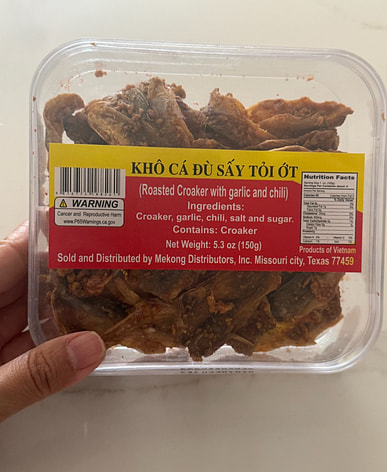 KHÔ CÁ ĐÙ SẤY TỎI ỚT
(Roasted Croaker with garlic and chili)
Ingredients:
Croaker, garlic, chili, salt and sugar.
Contains: Croaker
Net Weight: 5.3 oz (150g)
Sold and Distributed by Mekong Distributors, Inc. Missouri city, Texas 77459
WARNING
Cancer and Reproductive Harm
www.P65Warnings.ca.gov
Nutrition Facts
Products of Vietnam